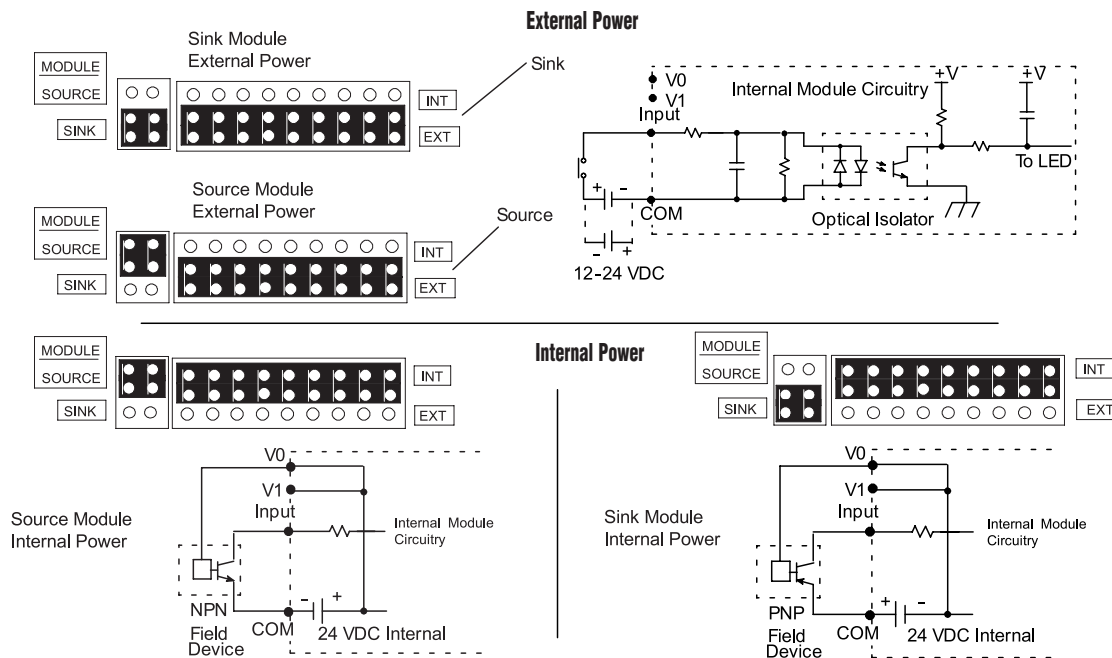 External Power
Sink Module
External Power
MODULE
SOURCE
SINK
INT
EXT
Sink
Source Module
External Power
MODULE
SOURCE
SINK
INT
EXT
Source
V0
V1
Input
Internal Module Circuitry
+V
+V
To LED
Optical Isolator
+ -
COM
- +
12-24 VDC
Internal Power
MODULE
SOURCE
SINK
INT
EXT
V0
V1
Input
Source Module
Internal Power
Internal Module
Circuitry
NPN
Field
Device
COM
- +
24 VDC Internal
MODULE
SOURCE
SINK
INT
EXT
V0
V1
Input
Sink Module
Internal Power
Internal Module
Circuitry
PNP
Field
Device
COM
+ -
24 VDC Internal